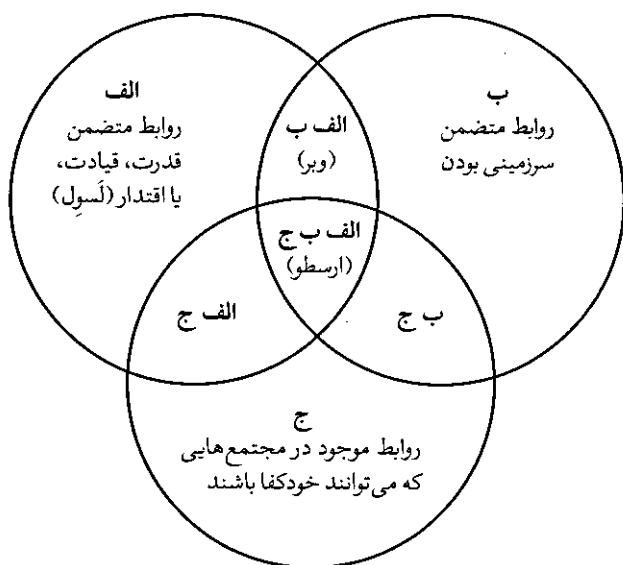 الف
روابط متضمن
قدرت، قیادت،
یا اقتدار (لَسوِل)
الف ب
(وبر)
ب
روابط متضمن
سرزمینی بودن
الف ب ج
(ارسطو)
الف ج
ب ج
ج
روابط موجود در مجتمع‌هایی
که می‌توانند خودکفا باشند